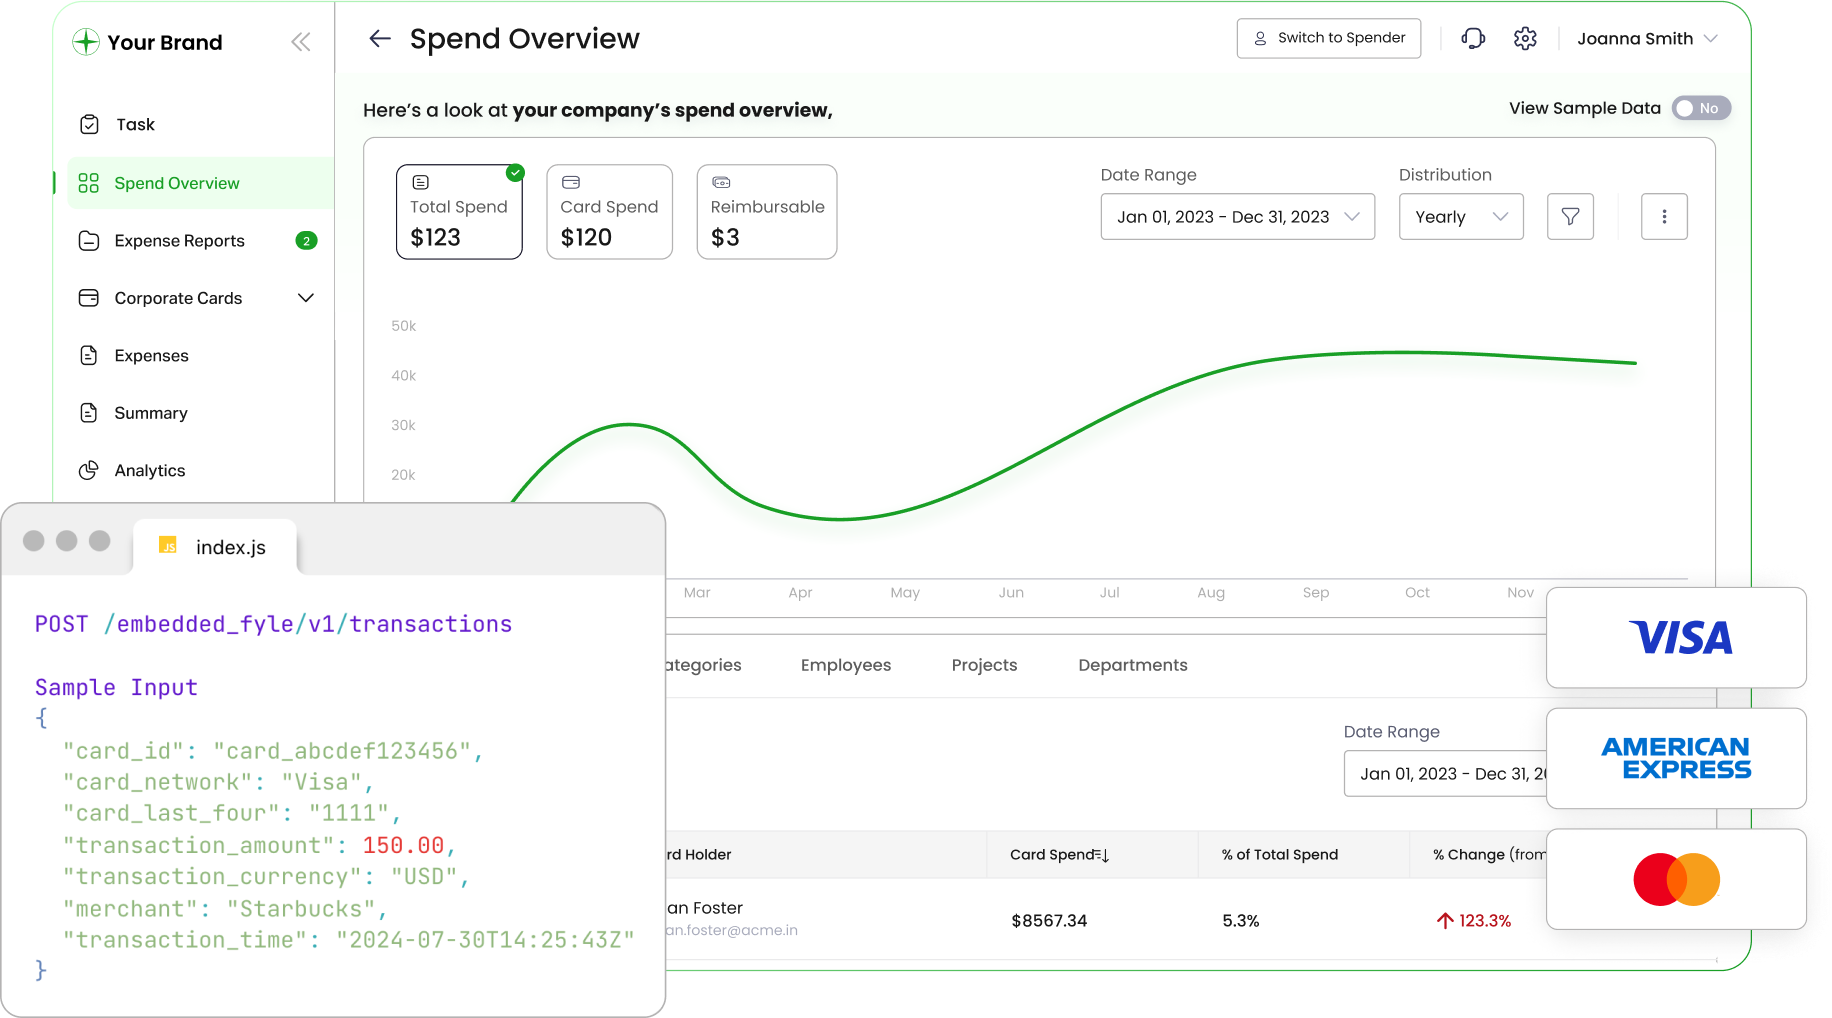 Your Brand
Spend Overview
Switch to Spender
Joanna Smith
Task
Spend Overview
Expense Reports
2
Corporate Cards
Expenses
Summary
Analytics
Here's a look at your company's spend overview,
View Sample Data
No
Total Spend
$123
Card Spend
$120
Reimbursable
$3
Date Range
Jan 01, 2023 - Dec 31, 2023
Distribution
Yearly
50k
40k
30k
20k
Mar Apr May Jun Jul Aug Sep Oct Nov
ategories Employees Projects Departments
Date Range
Jan 01, 2023 - Dec 31, 20
rd Holder Card Spend % of Total Spend % Change (from
an Foster
an.foster@acme.in
$8567.34 5.3% 123.3%
JS
index.js
POST /embedded_fyle/v1/transactions
Sample Input
{
"card_id": "card_abcdef123456",
"card_network": "Visa",
"card_last_four": "1111",
"transaction_amount": 150.00,
"transaction_currency": "USD",
"merchant": "Starbucks",
"transaction_time": "2024-07-30T14:25:43Z"
}
VISA
AMERICAN
EXPRESS